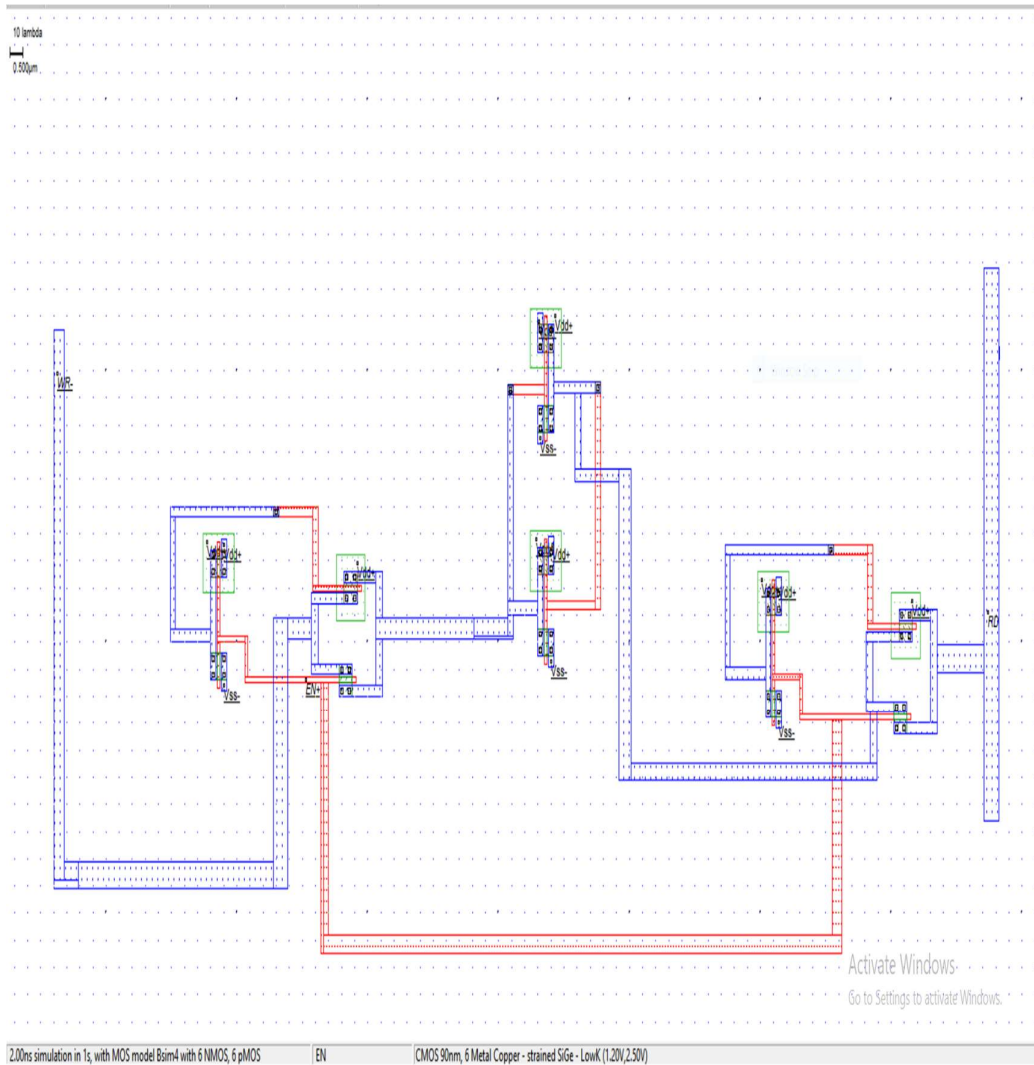 10 lambda
0.500µm
WR-
Vdd+
Vss-
Vdd+
Vdd+
Vss-
EN+
Vdd+
Vss-
Vdd+
Vdd+
Vss-
RD
Activate Windows
Go to Settings to activate Windows.
2.00ns simulation in 1s, with MOS model Bsim4 with 6 NMOS, 6 pMOS
EN
CMOS 90nm, 6 Metal Copper - strained SiGe - LowK (1.20V,2.50V)